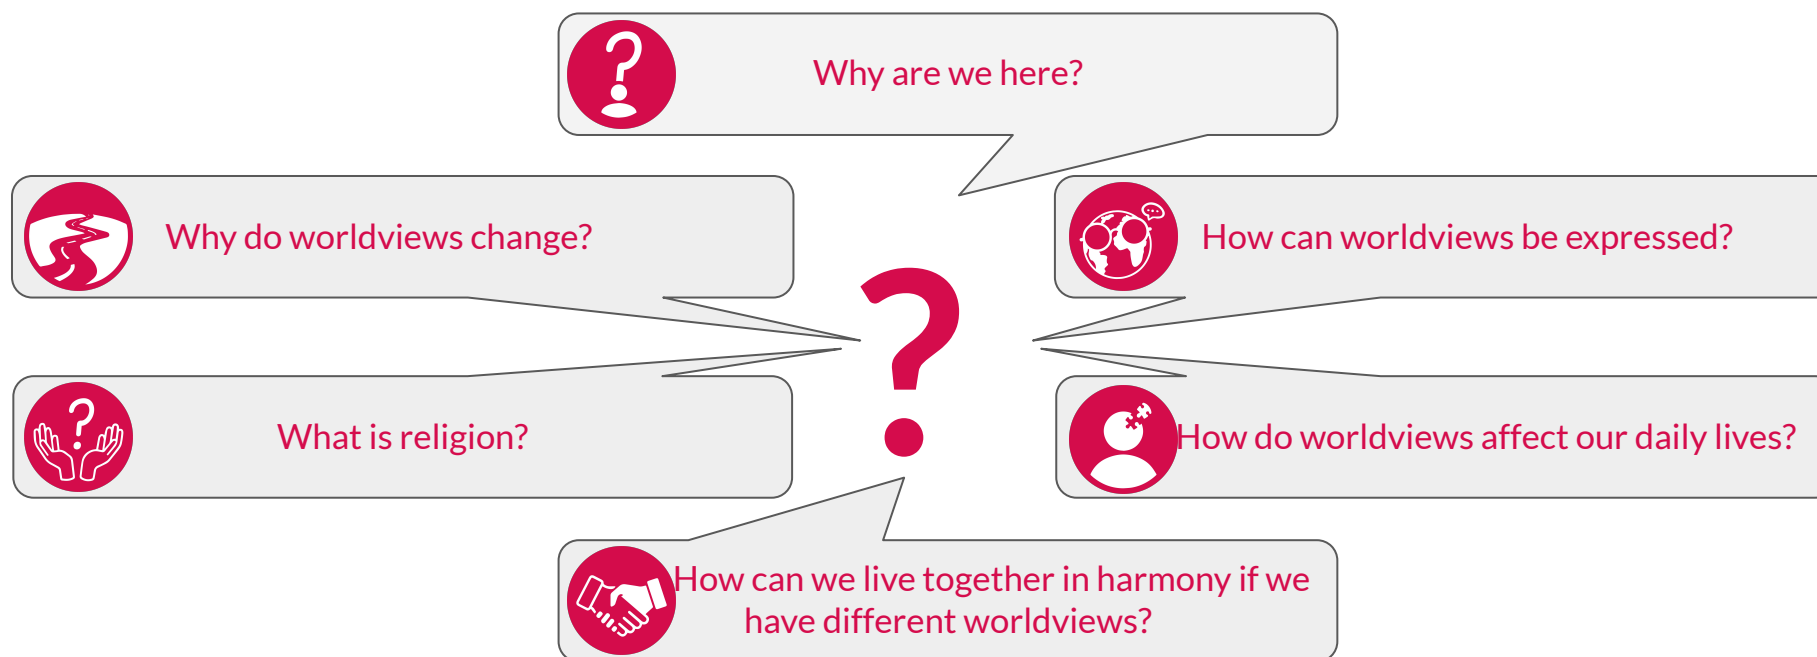 Why are we here?
Why do worldviews change?
How can worldviews be expressed?
What is religion?
How do worldviews affect our daily lives?
How can we live together in harmony if we
have different worldviews?